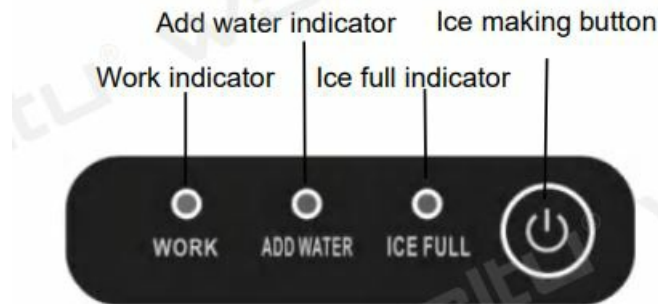 Add water indicator Ice making button
Work indicator Ice full indicator
WORK ADD WATER ICE FULL